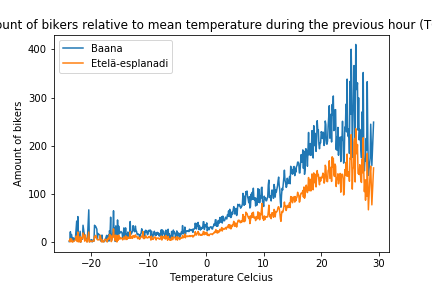 ount of bikers relative to mean temperature during the previous hour (T
Baana
Etelä-esplanadi
400
300
200
100
0
Amount of bikers
−20
−10
0
10
20
30
Temperature Celcius